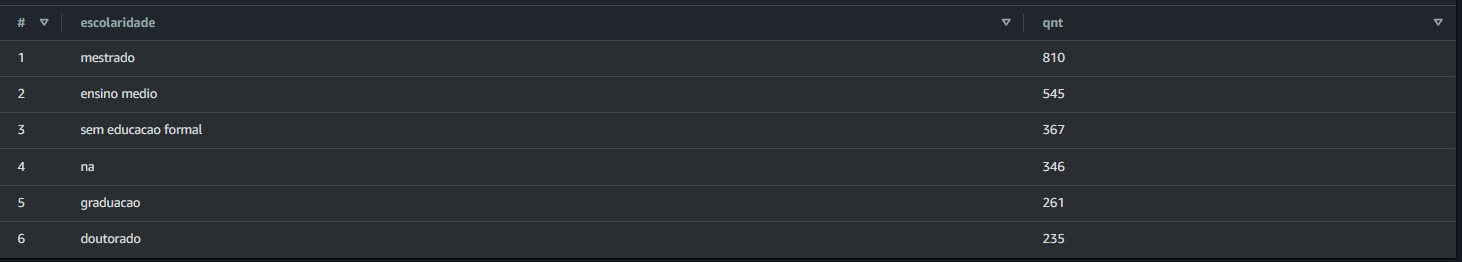 # escolaridade qnt
1 mestrado 810
2 ensino medio 545
3 sem educacao formal 367
4 na 346
5 graduacao 261
6 doutorado 235